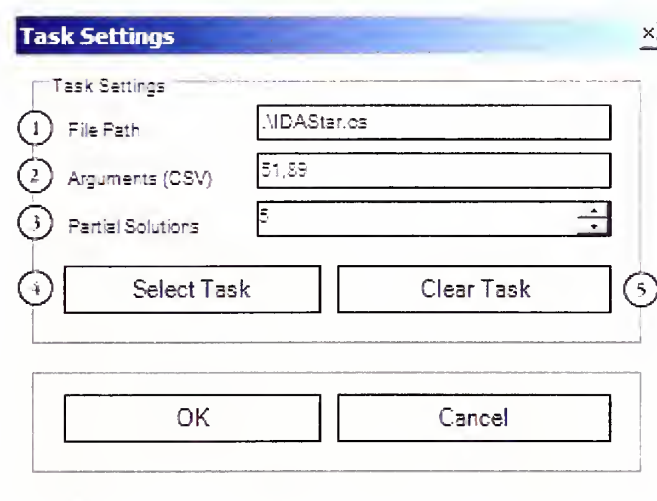 Task Settings
Task Settings
1 File Path .\IDAStar.cs
2 Arguments (CSV) 51,89
3 Partial Solutions 5
4 Select Task Clear Task 5
OK Cancel